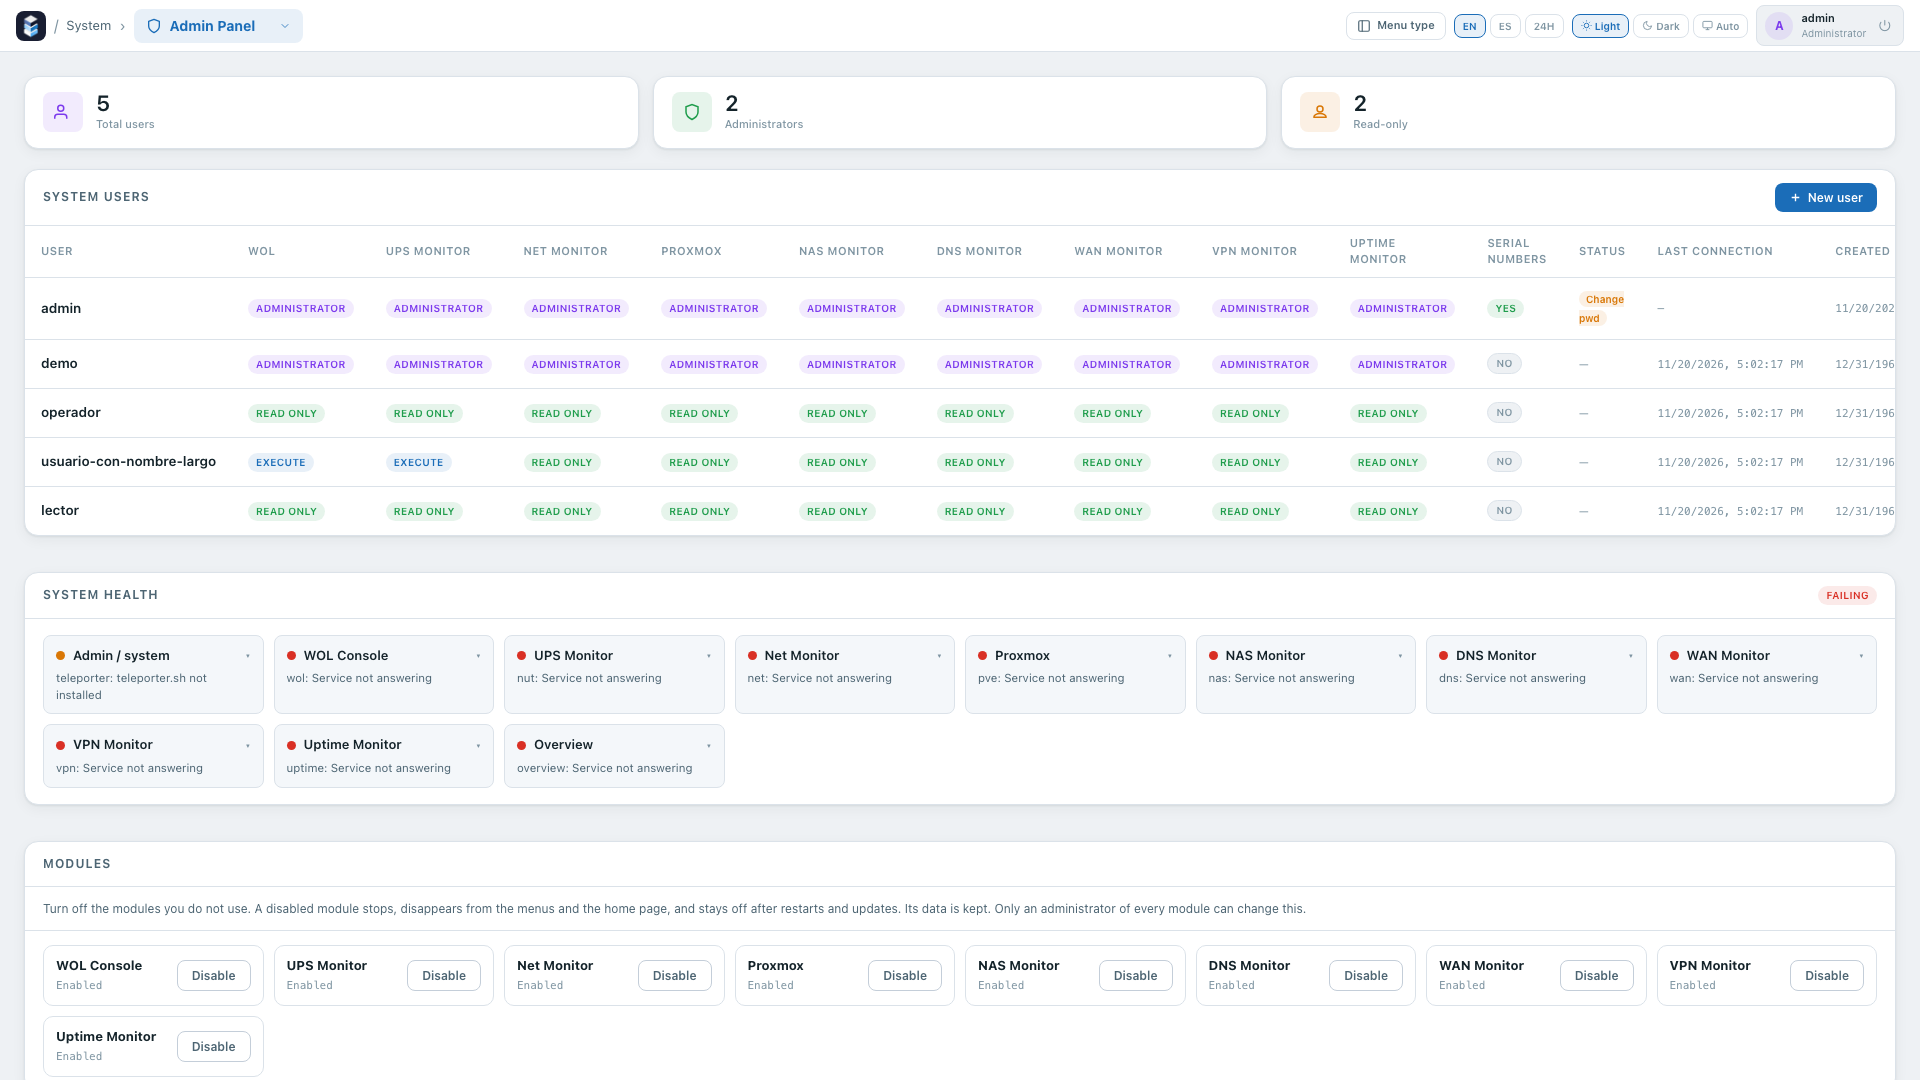 / System › Admin Panel
Menu type EN ES 24H Light Dark Auto A admin
Administrator
5
Total users
2
Administrators
2
Read-only
SYSTEM USERS
+ New user
USER WOL UPS MONITOR NET MONITOR PROXMOX NAS MONITOR DNS MONITOR WAN MONITOR VPN MONITOR UPTIME MONITOR SERIAL NUMBERS STATUS LAST CONNECTION CREATED
admin ADMINISTRATOR ADMINISTRATOR ADMINISTRATOR ADMINISTRATOR ADMINISTRATOR ADMINISTRATOR ADMINISTRATOR ADMINISTRATOR ADMINISTRATOR YES Change pwd — 11/20/202
demo ADMINISTRATOR ADMINISTRATOR ADMINISTRATOR ADMINISTRATOR ADMINISTRATOR ADMINISTRATOR ADMINISTRATOR ADMINISTRATOR ADMINISTRATOR NO — 11/20/2026, 5:02:17 PM 12/31/196
operador READ ONLY READ ONLY READ ONLY READ ONLY READ ONLY READ ONLY READ ONLY READ ONLY READ ONLY NO — 11/20/2026, 5:02:17 PM 12/31/196
usuario-con-nombre-largo EXECUTE EXECUTE READ ONLY READ ONLY READ ONLY READ ONLY READ ONLY READ ONLY READ ONLY NO — 11/20/2026, 5:02:17 PM 12/31/196
lector READ ONLY READ ONLY READ ONLY READ ONLY READ ONLY READ ONLY READ ONLY READ ONLY READ ONLY NO — 11/20/2026, 5:02:17 PM 12/31/196
SYSTEM HEALTH
FAILING
Admin / system
teleporter: teleporter.sh not
installed
WOL Console
wol: Service not answering
UPS Monitor
nut: Service not answering
Net Monitor
net: Service not answering
Proxmox
pve: Service not answering
NAS Monitor
nas: Service not answering
DNS Monitor
dns: Service not answering
WAN Monitor
wan: Service not answering
VPN Monitor
vpn: Service not answering
Uptime Monitor
uptime: Service not answering
Overview
overview: Service not answering
MODULES
Turn off the modules you do not use. A disabled module stops, disappears from the menus and the home page, and stays off after restarts and updates. Its data is kept. Only an administrator of every module can change this.
WOL Console
Enabled
Disable
UPS Monitor
Enabled
Disable
Net Monitor
Enabled
Disable
Proxmox
Enabled
Disable
NAS Monitor
Enabled
Disable
DNS Monitor
Enabled
Disable
WAN Monitor
Enabled
Disable
VPN Monitor
Enabled
Disable
Uptime Monitor
Enabled
Disable